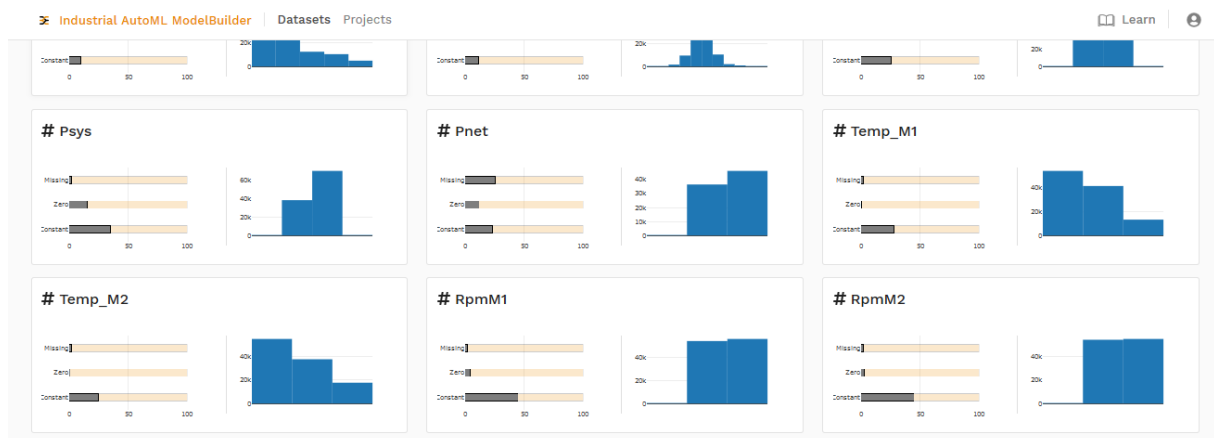 Industrial AutoML ModelBuilder Datasets Projects Learn
20k 20k 20k
Constant 0 Constant 0 Constant 0
0 50 100 0 50 100 0 50 100
# Psys # Pnet # Temp_M1
Missing 60k Missing 40k Missing 40k
Zero 40k Zero 30k Zero
20k 20k 20k
Constant 0 Constant 10k Constant 0
0
0 50 100 0 50 100 0 50 100
# Temp_M2 # RpmM1 # RpmM2
Missing 40k Missing 40k Missing 40k
Zero 20k Zero 20k Zero 20k
Constant 0 Constant 0 Constant 0
0 50 100 0 50 100 0 50 100